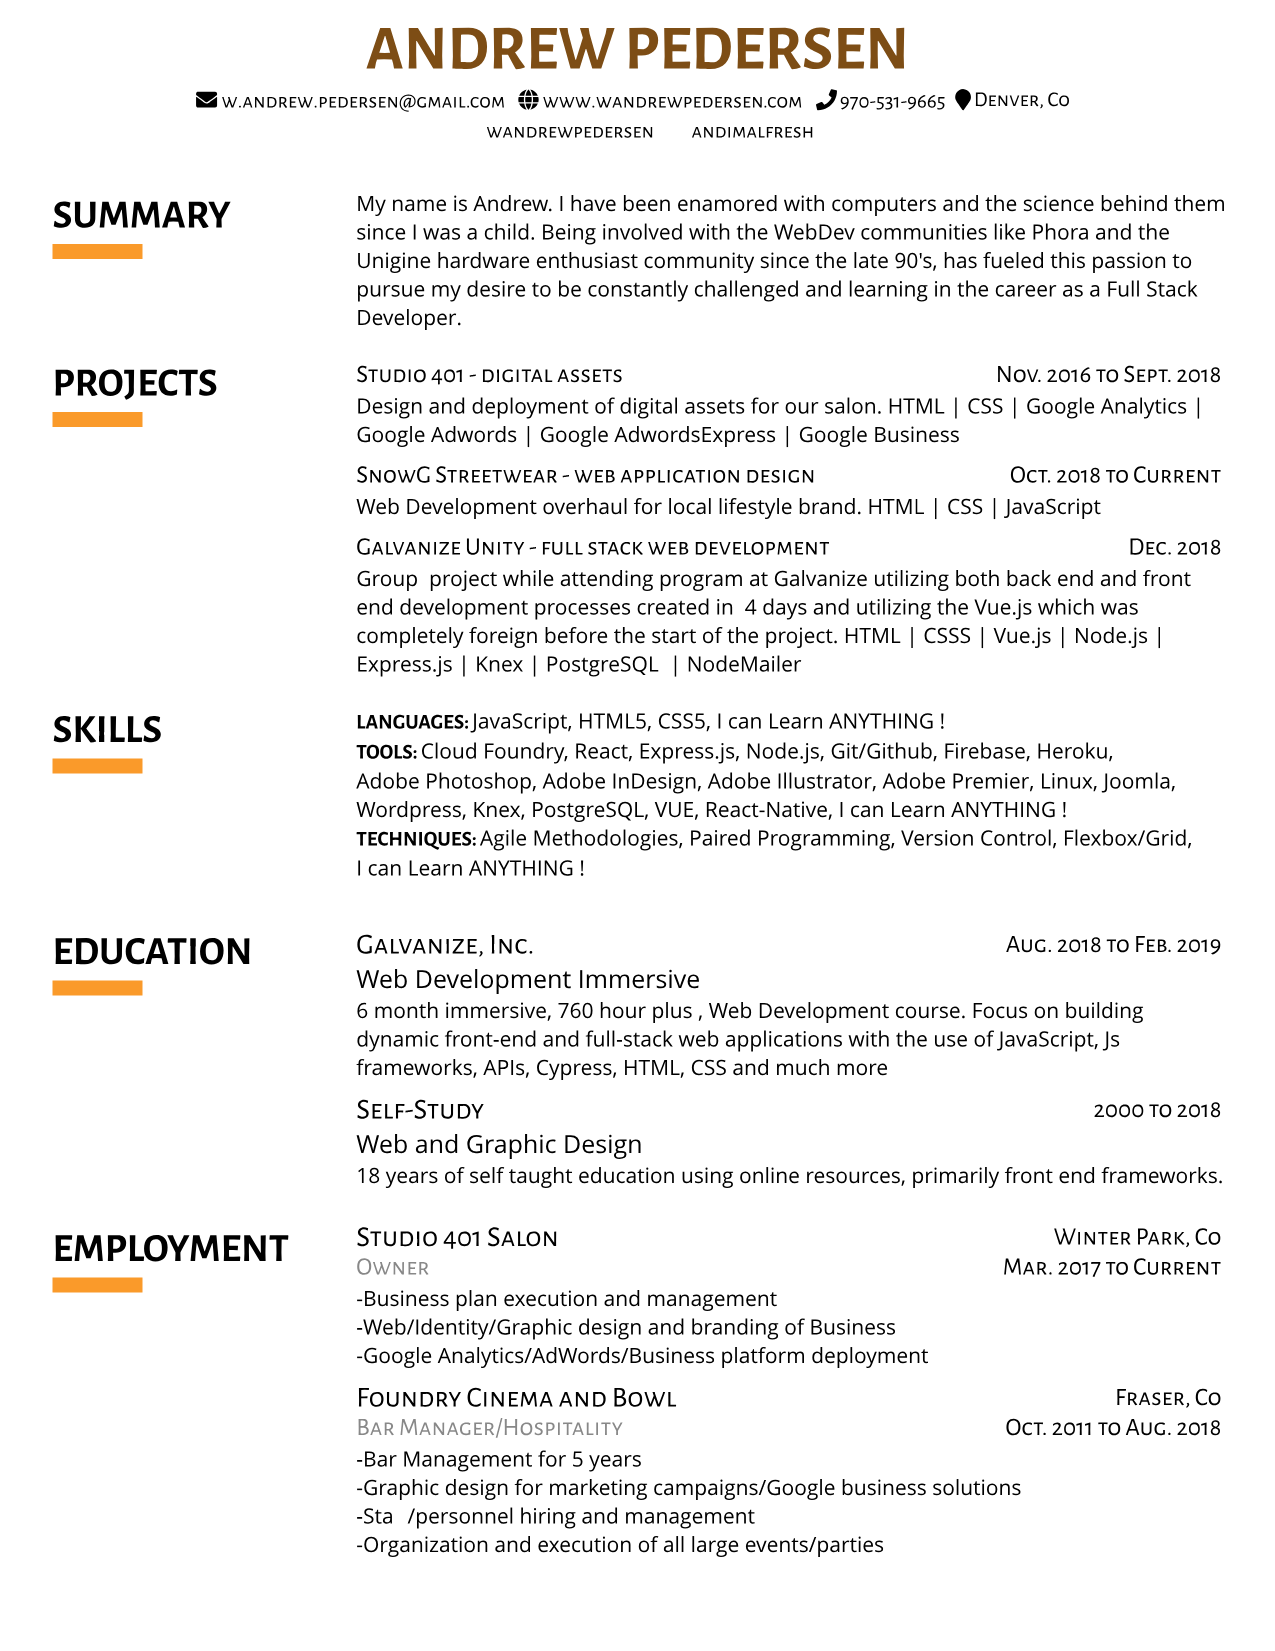 ANDREW PEDERSEN
W.ANDREW.PEDERSEN@GMAIL.COM WWW.WANDREWPEDERSEN.COM 970-531-9665 DENVER, CO
WANDREWPEDERSEN ANDIMALFRESH
SUMMARY
My name is Andrew. I have been enamored with computers and the science behind them
since I was a child. Being involved with the WebDev communities like Phora and the
Unigine hardware enthusiast community since the late 90's, has fueled this passion to
pursue my desire to be constantly challenged and learning in the career as a Full Stack
Developer.
PROJECTS
STUDIO 401 - DIGITAL ASSETS NOV. 2016 TO SEPT. 2018
Design and deployment of digital assets for our salon. HTML | CSS | Google Analytics |
Google Adwords | Google AdwordsExpress | Google Business
SNOWG STREETWEAR - WEB APPLICATION DESIGN OCT. 2018 TO CURRENT
Web Development overhaul for local lifestyle brand. HTML | CSS | JavaScript
GALVANIZE UNITY - FULL STACK WEB DEVELOPMENT DEC. 2018
Group project while attending program at Galvanize utilizing both back end and front
end development processes created in 4 days and utilizing the Vue.js which was
completely foreign before the start of the project. HTML | CSSS | Vue.js | Node.js |
Express.js | Knex | PostgreSQL | NodeMailer
SKILLS
LANGUAGES: JavaScript, HTML5, CSS5, I can Learn ANYTHING !
TOOLS: Cloud Foundry, React, Express.js, Node.js, Git/Github, Firebase, Heroku,
Adobe Photoshop, Adobe InDesign, Adobe Illustrator, Adobe Premier, Linux, Joomla,
Wordpress, Knex, PostgreSQL, VUE, React-Native, I can Learn ANYTHING !
TECHNIQUES: Agile Methodologies, Paired Programming, Version Control, Flexbox/Grid,
I can Learn ANYTHING !
EDUCATION
GALVANIZE, INC. AUG. 2018 TO FEB. 2019
Web Development Immersive
6 month immersive, 760 hour plus , Web Development course. Focus on building
dynamic front-end and full-stack web applications with the use of JavaScript, Js
frameworks, APIs, Cypress, HTML, CSS and much more
SELF-STUDY 2000 TO 2018
Web and Graphic Design
18 years of self taught education using online resources, primarily front end frameworks.
EMPLOYMENT
STUDIO 401 SALON WINTER PARK, CO
OWNER MAR. 2017 TO CURRENT
-Business plan execution and management
-Web/Identity/Graphic design and branding of Business
-Google Analytics/AdWords/Business platform deployment
FOUNDRY CINEMA AND BOWL FRASER, CO
BAR MANAGER/HOSPITALITY OCT. 2011 TO AUG. 2018
-Bar Management for 5 years
-Graphic design for marketing campaigns/Google business solutions
-Sta /personnel hiring and management
-Organization and execution of all large events/parties